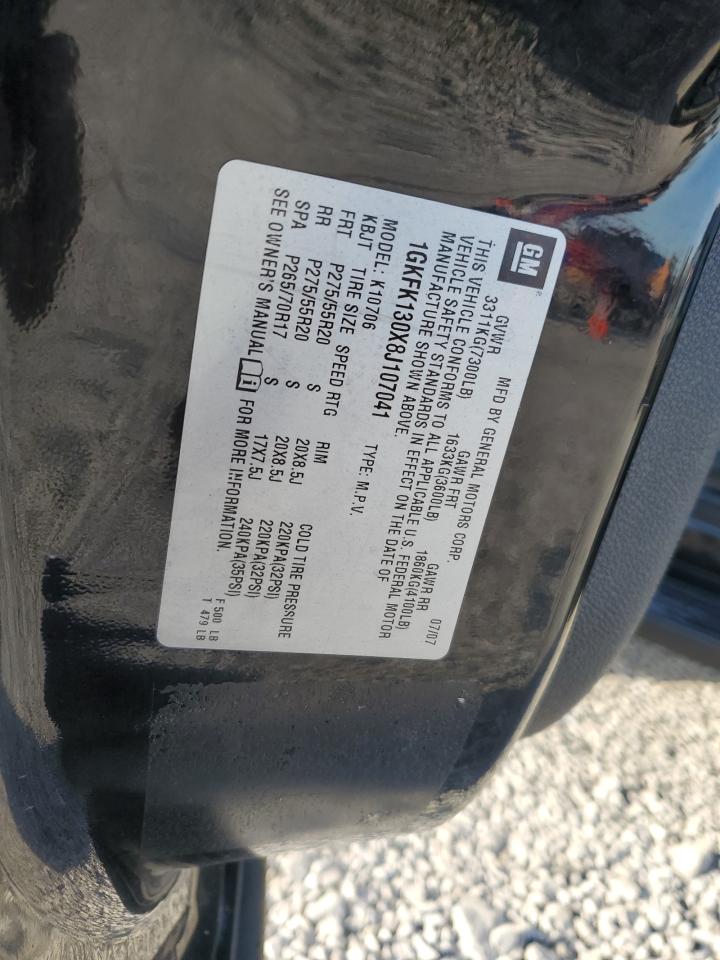 GM
MFD BY GENERAL MOTORS CORP. 07/07
GVWR GAWR FRT GAWR RR
3311KG(7300LB) 1633KG(3600LB) 1860KG(4100LB)
THIS VEHICLE CONFORMS TO ALL APPLICABLE U.S. FEDERAL MOTOR
VEHICLE SAFETY STANDARDS IN EFFECT ON THE DATE OF
MANUFACTURE SHOWN ABOVE.
1GKFK130X8J107041 TYPE: M.P.V.
MODEL: K10706
KBJT TIRE SIZE SPEED RTG RIM COLD TIRE PRESSURE
FRT P275/55R20 S 20X8.5J 220KPA(32PSI)
RR P275/55R20 S 20X8.5J 220KPA(32PSI)
SPA P265/70R17 S 17X7.5J 240KPA(35PSI)
SEE OWNER'S MANUAL FOR MORE INFORMATION.
F 500 LB
T 479 LB